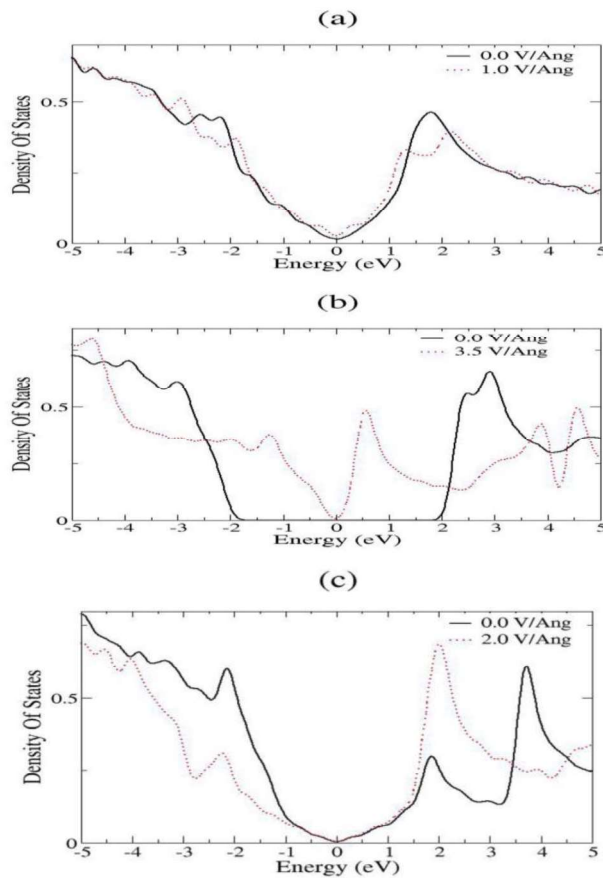 (a)
Density Of States
0.5
0
0.0 V/Ang
1.0 V/Ang
-5 -4 -3 -2 -1 0 1 2 3 4 5
Energy (eV)
(b)
Density Of States
0.5
0
0.0 V/Ang
3.5 V/Ang
-5 -4 -3 -2 -1 0 1 2 3 4 5
Energy (eV)
(c)
Density Of States
0.5
0
0.0 V/Ang
2.0 V/Ang
-5 -4 -3 -2 -1 0 1 2 3 4 5
Energy (eV)